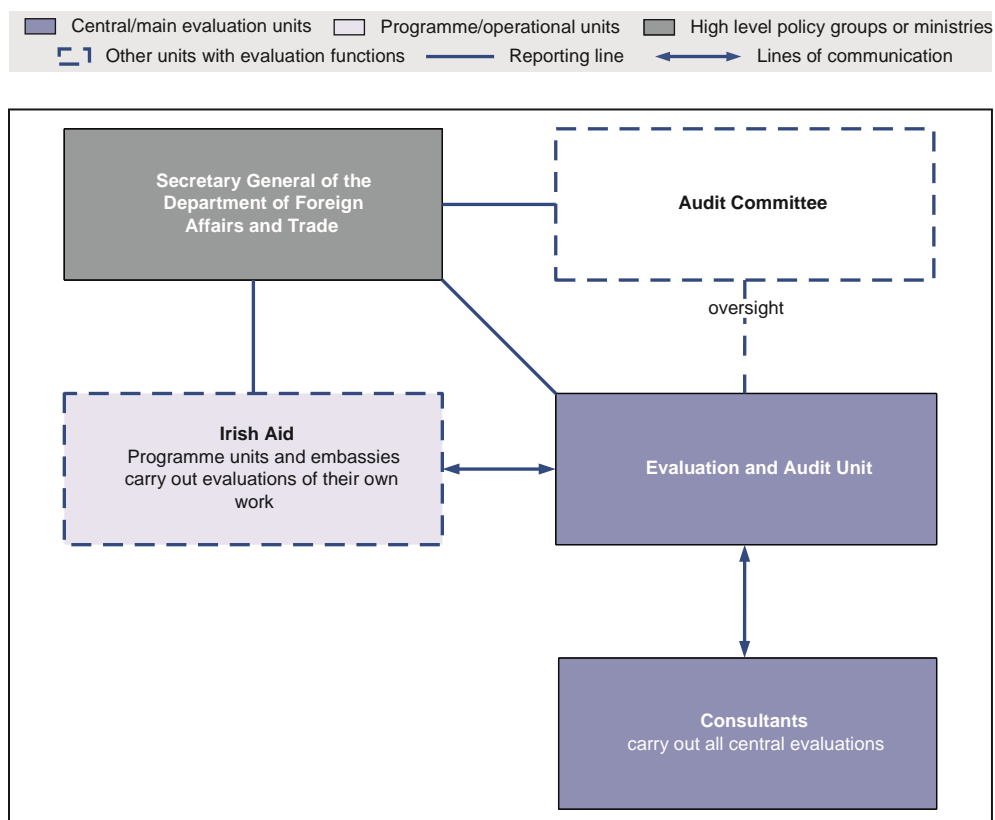 Central/main evaluation units Programme/operational units High level policy groups or ministries
Other units with evaluation functions Reporting line Lines of communication
Secretary General of the
Department of Foreign
Affairs and Trade
Audit Committee
oversight
Irish Aid
Programme units and embassies
carry out evaluations of their own
work
Evaluation and Audit Unit
Consultants
carry out all central evaluations